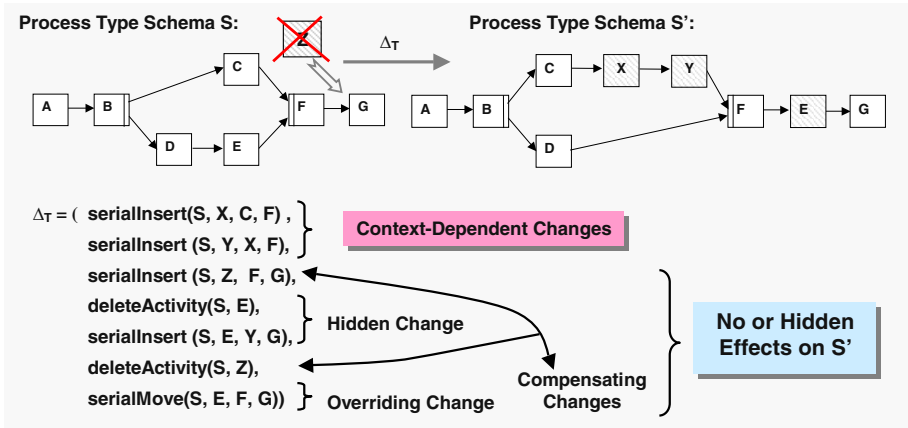 Process Type Schema S:
Process Type Schema S’:
Z
ΔT
C
A
B
F
G
D
E
C
X
Y
A
B
F
E
G
D
ΔT = ( serialInsert(S, X, C, F) ,
serialInsert (S, Y, X, F),
Context-Dependent Changes
serialInsert (S, Z, F, G),
deleteActivity(S, E),
serialInsert (S, E, Y, G),
Hidden Change
deleteActivity(S, Z),
serialMove(S, E, F, G))
Overriding Change
Compensating
Changes
No or Hidden
Effects on S’